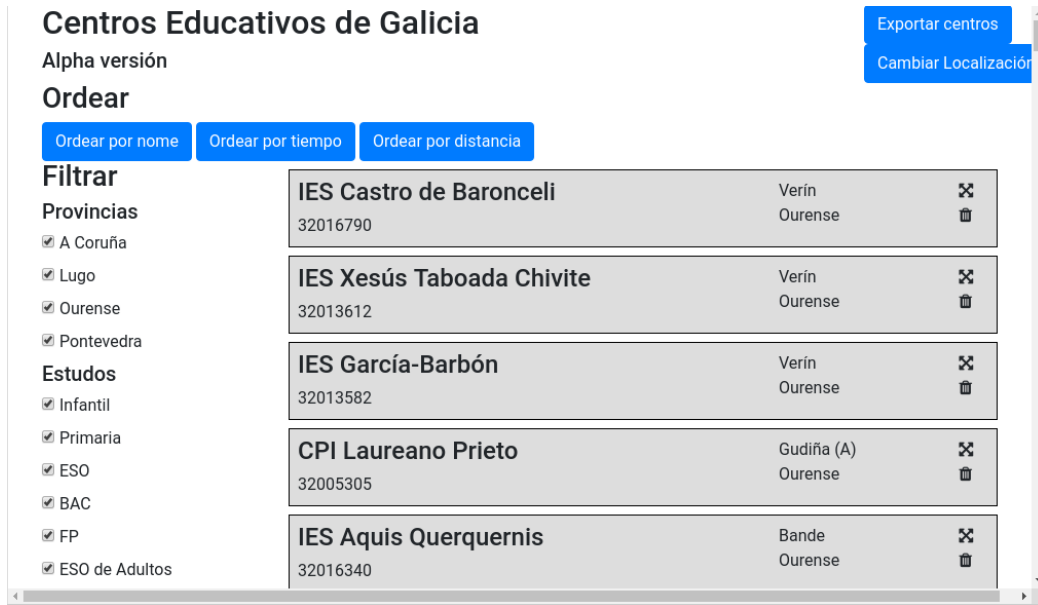 Centros Educativos de Galicia
Exportar centros
Alpha versión
Cambiar Localización
Ordear
Ordear por nome
Ordear por tiempo
Ordear por distancia
Filtrar
Provincias
A Coruña
Lugo
Ourense
Pontevedra
Estudos
Infantil
Primaria
ESO
BAC
FP
ESO de Adultos
IES Castro de Baronceli
Verín
32016790
Ourense
IES Xesús Taboada Chivite
Verín
32013612
Ourense
IES García-Barbón
Verín
32013582
Ourense
CPI Laureano Prieto
Gudiña (A)
32005305
Ourense
IES Aquis Querquernis
Bande
32016340
Ourense